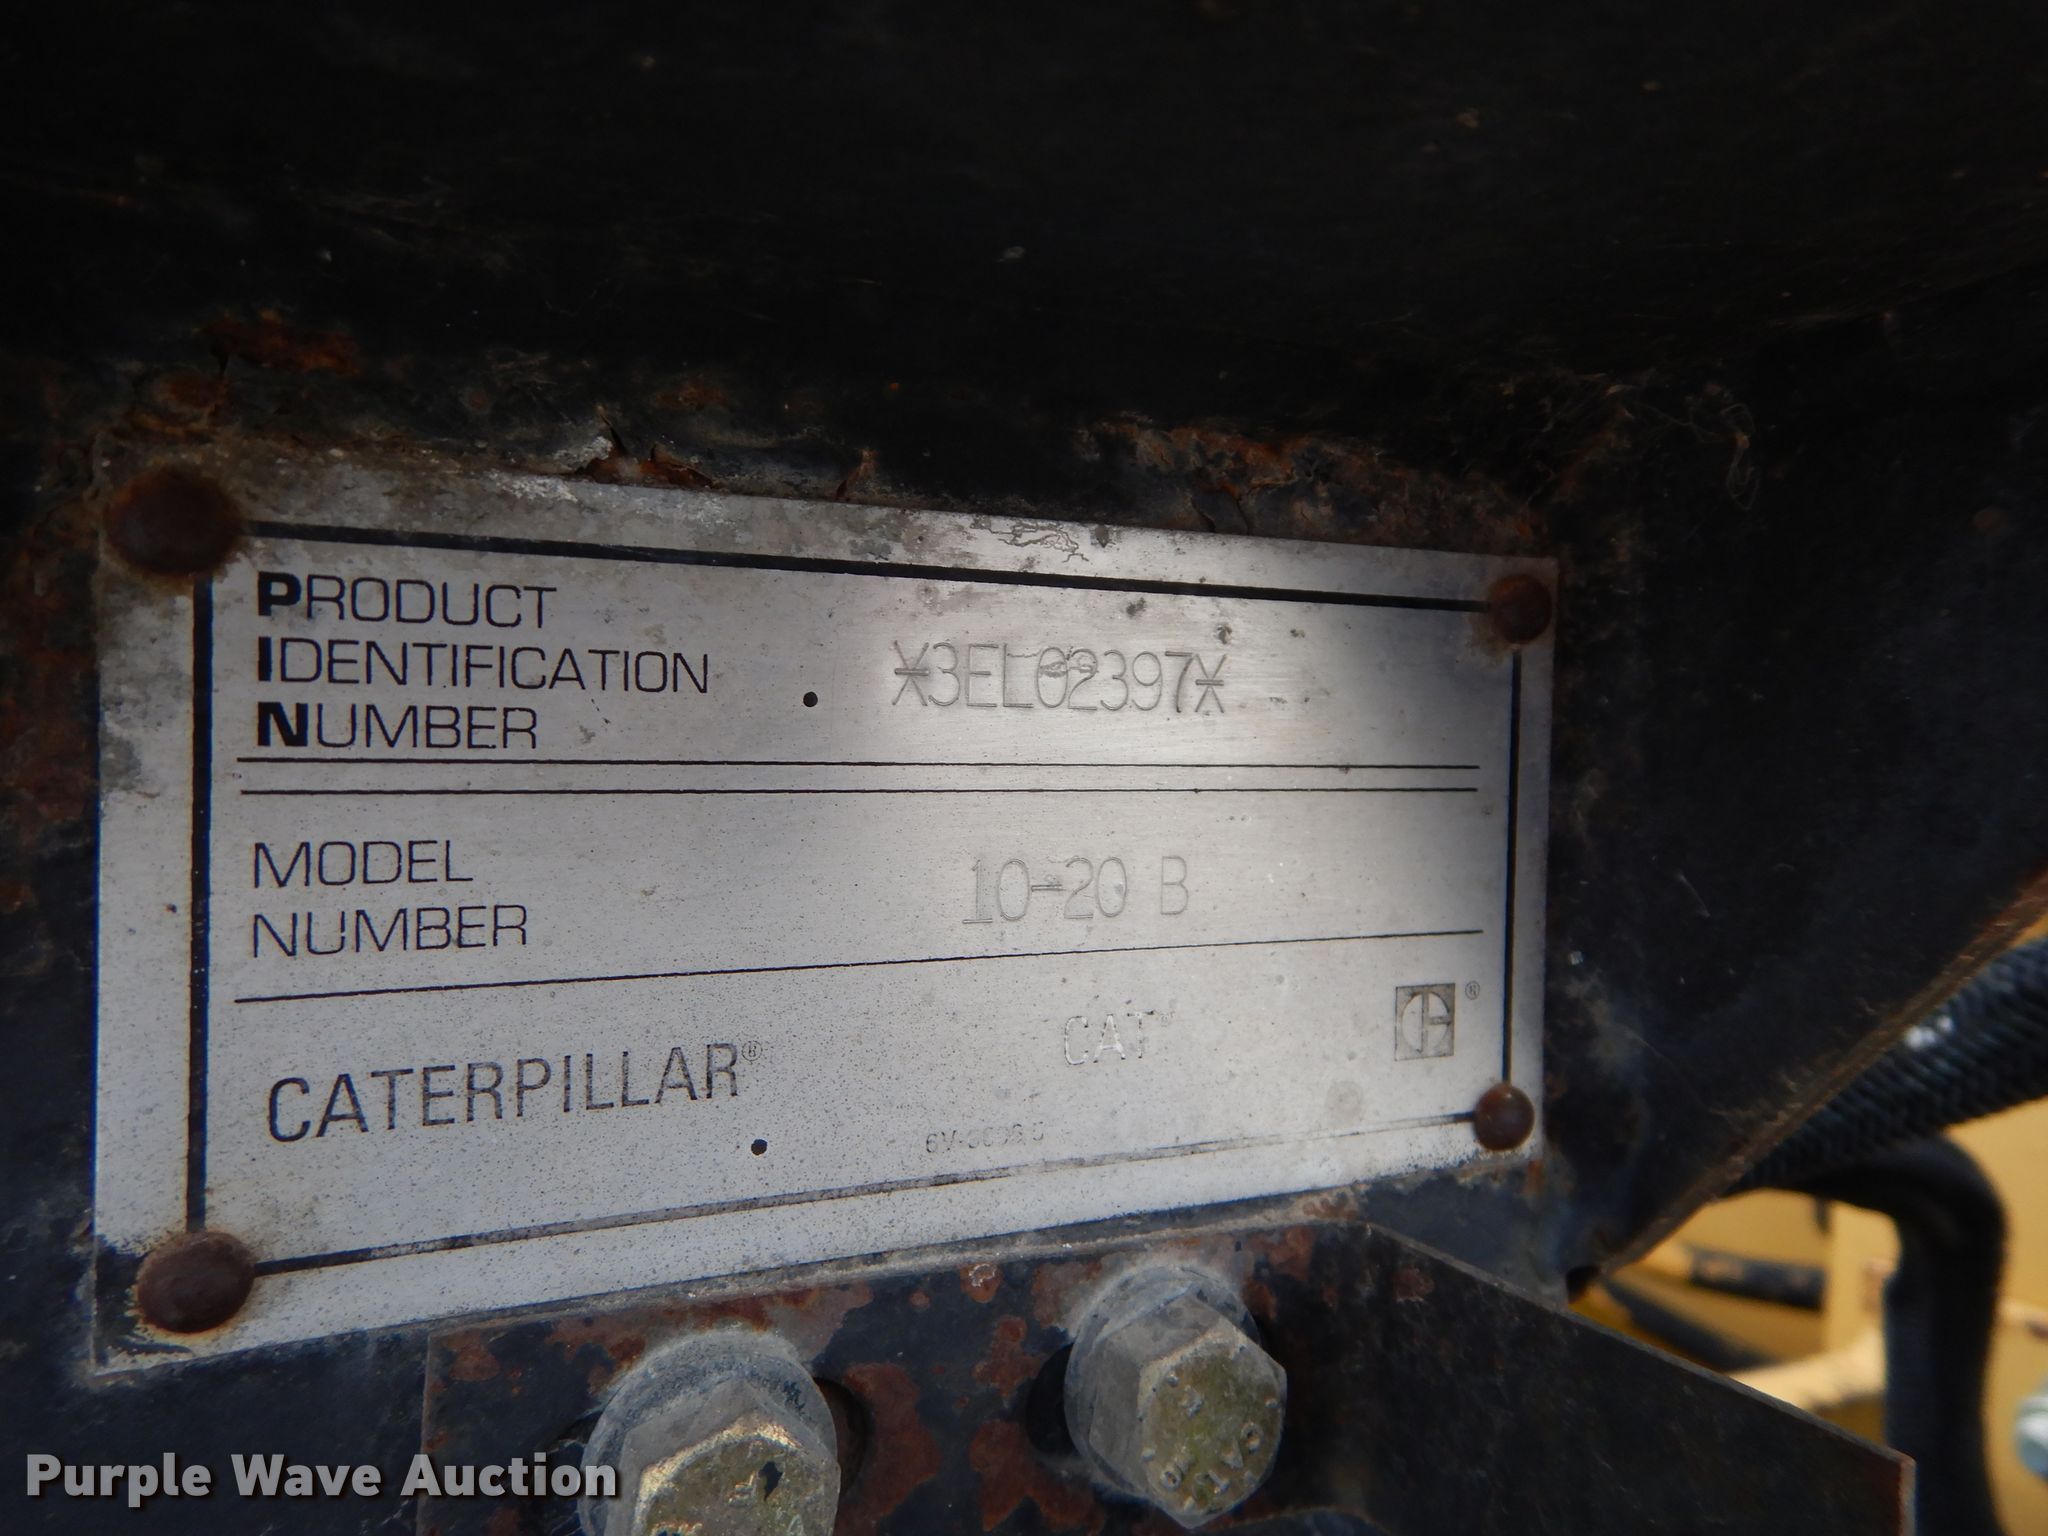 PRODUCT
IDENTIFICATION
NUMBER
*3EL02397*
MODEL
NUMBER
10-20 B
CATERPILLAR®
CAT
®
Purple Wave Auction